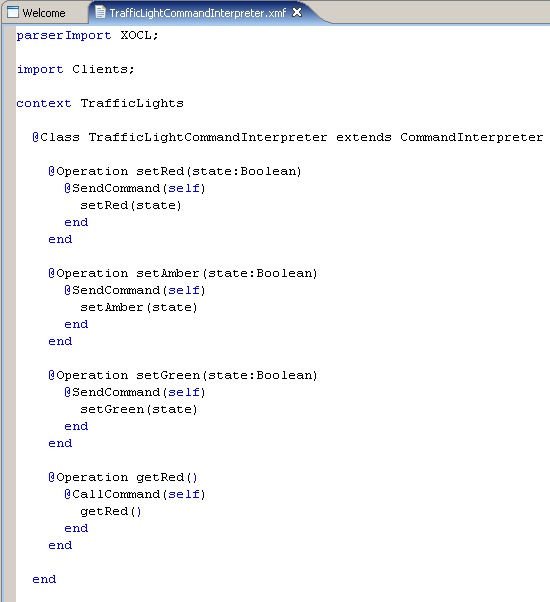 Welcome
TrafficLightCommandInterpreter.xmf
parserImport XOCL;
import Clients;
context TrafficLights
@Class TrafficLightCommandInterpreter extends CommandInterpreter
@Operation setRed(state:Boolean)
@SendCommand(self)
setRed(state)
end
end
@Operation setAmber(state:Boolean)
@SendCommand(self)
setAmber(state)
end
end
@Operation setGreen(state:Boolean)
@SendCommand(self)
setGreen(state)
end
end
@Operation getRed()
@CallCommand(self)
getRed()
end
end
end